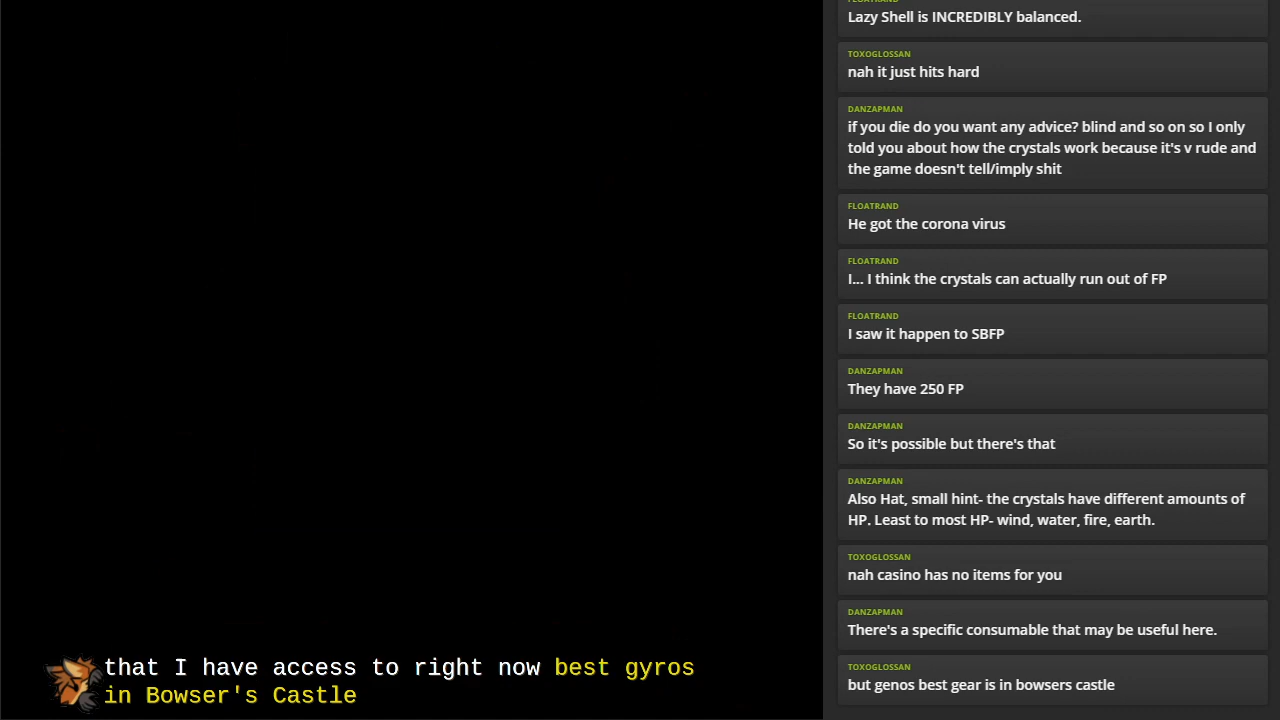 Lazy Shell is INCREDIBLY balanced.
TOXOGLOSSAN
nah it just hits hard
DANZAPMAN
if you die do you want any advice? blind and so on so I only
told you about how the crystals work because it's v rude and
the game doesn't tell/imply shit
FLOATRAND
He got the corona virus
FLOATRAND
I... I think the crystals can actually run out of FP
FLOATRAND
I saw it happen to SBFP
DANZAPMAN
They have 250 FP
DANZAPMAN
So it's possible but there's that
DANZAPMAN
Also Hat, small hint- the crystals have different amounts of
HP. Least to most HP- wind, water, fire, earth.
TOXOGLOSSAN
nah casino has no items for you
DANZAPMAN
There's a specific consumable that may be useful here.
TOXOGLOSSAN
but genos best gear is in bowsers castle
that I have access to right now best gyros
in Bowser's Castle